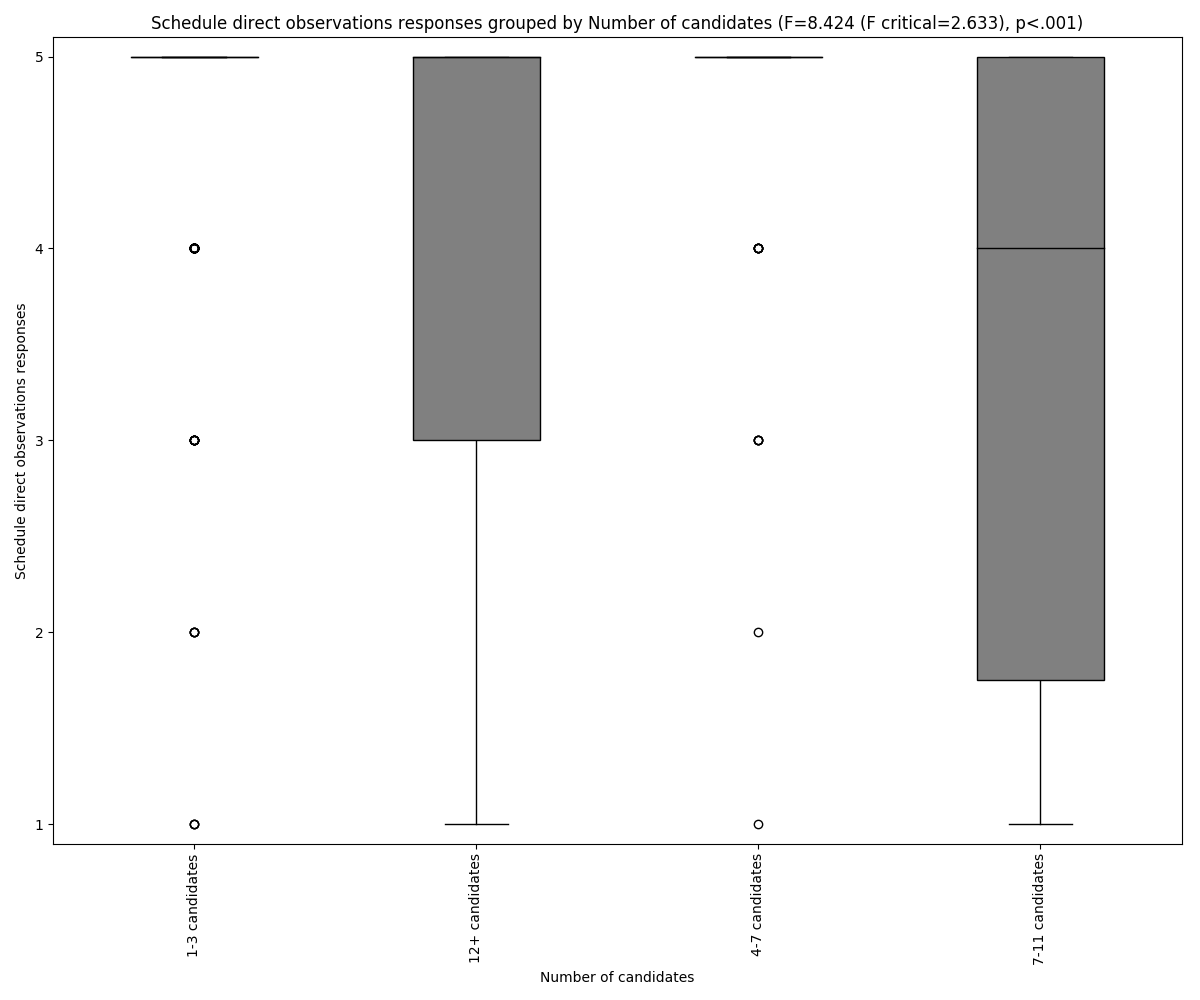 Schedule direct observations responses grouped by Number of candidates (F=8.424 (F critical=2.633), p<.001)
Schedule direct observations responses
5
4
3
2
1
1-3 candidates
12+ candidates
4-7 candidates
7-11 candidates
Number of candidates